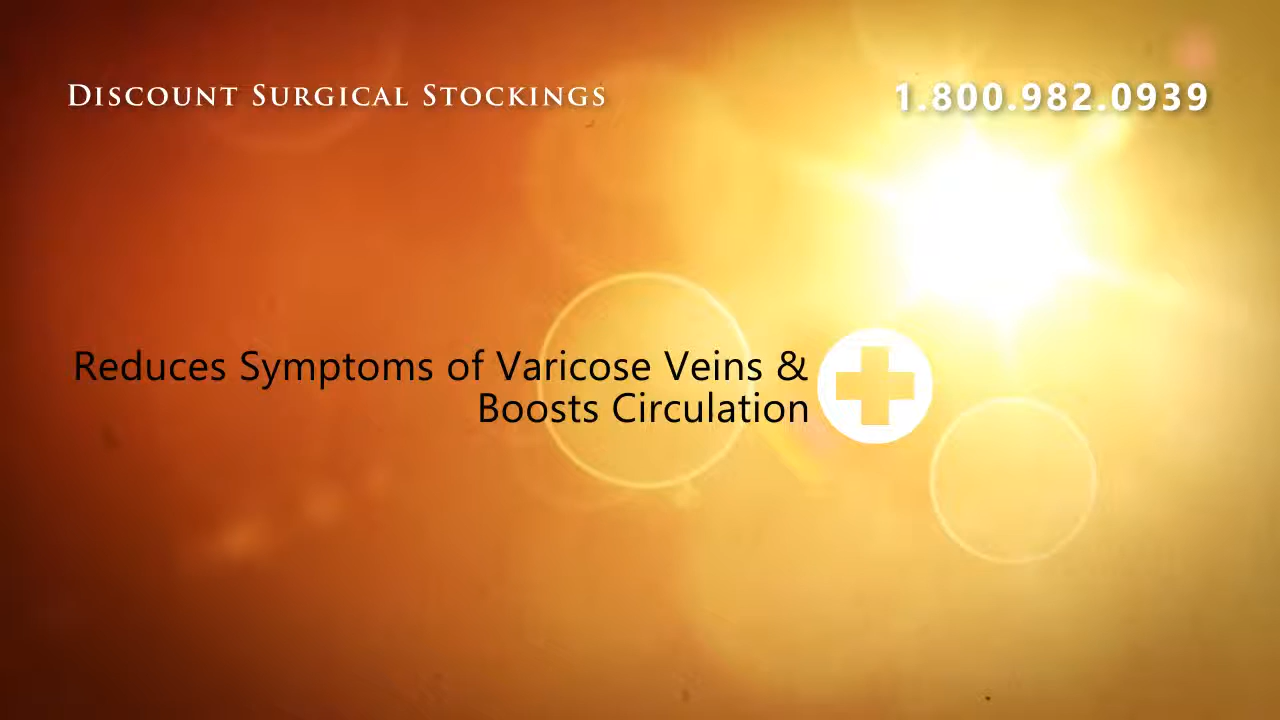 Discount Surgical Stockings
1.800.982.0939
Reduces Symptoms of Varicose Veins &
Boosts Circulation